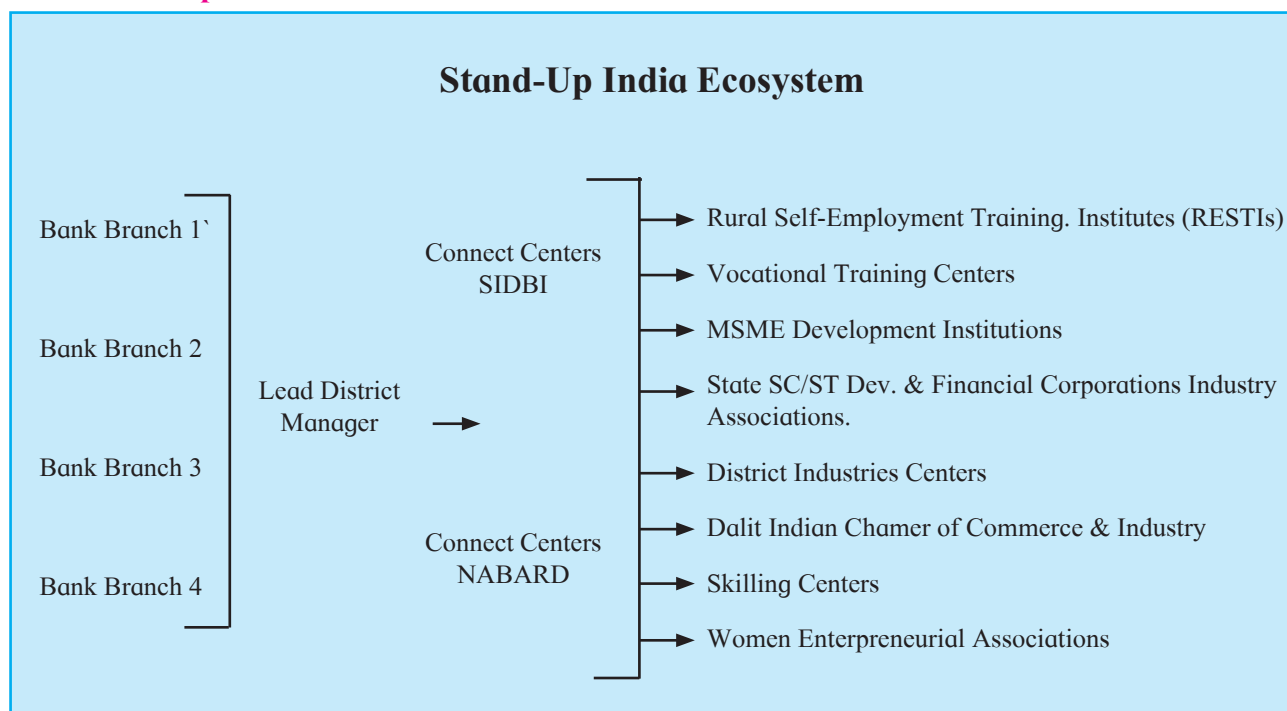 Stand-Up India Ecosystem
Bank Branch 1`
Bank Branch 2
Bank Branch 3
Bank Branch 4
Lead District
Manager
Connect Centers
SIDBI
Connect Centers
NABARD
Rural Self-Employment Training. Institutes (RESTIs)
Vocational Training Centers
MSME Development Institutions
State SC/ST Dev. & Financial Corporations Industry
Associations.
District Industries Centers
Dalit Indian Chamer of Commerce & Industry
Skilling Centers
Women Enterpreneurial Associations